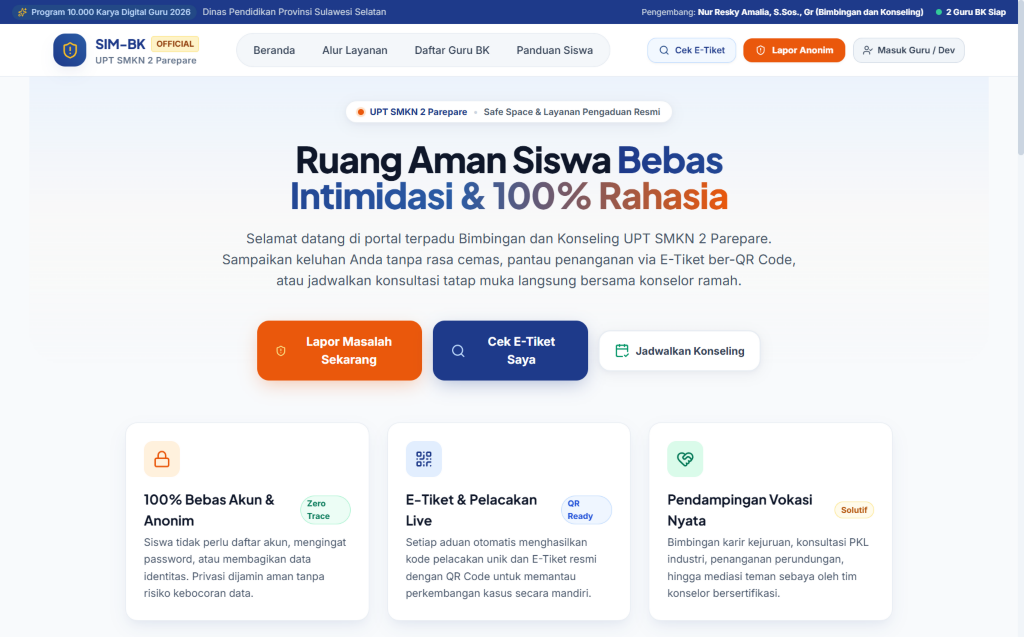 Program 10.000 Karya Digital Guru 2026
Dinas Pendidikan Provinsi Sulawesi Selatan
Pengembang: Nur Resky Amalia, S.Sos., Gr (Bimbingan dan Konseling)
2 Guru BK Siap
SIM-BK OFFICIAL
UPT SMKN 2 Parepare
Beranda
Alur Layanan
Daftar Guru BK
Panduan Siswa
Cek E-Tiket
Lapor Anonim
Masuk Guru / Dev
UPT SMKN 2 Parepare • Safe Space & Layanan Pengaduan Resmi
Ruang Aman Siswa Bebas
Intimidasi & 100% Rahasia
Selamat datang di portal terpadu Bimbingan dan Konseling UPT SMKN 2 Parepare.
Sampaikan keluhan Anda tanpa rasa cemas, pantau penanganan via E-Tiket ber-QR Code,
atau jadwalkan konsultasi tatap muka langsung bersama konselor ramah.
Lapor Masalah
Sekarang
Cek E-Tiket
Saya
Jadwalkan Konseling
100% Bebas Akun &
Anonim
Zero
Trace
Siswa tidak perlu daftar akun, mengingat
password, atau membagikan data
identitas. Privasi dijamin aman tanpa
risiko kebocoran data.
E-Tiket & Pelacakan
Live
QR
Ready
Setiap aduan otomatis menghasilkan
kode pelacakan unik dan E-Tiket resmi
dengan QR Code untuk memantau
perkembangan kasus secara mandiri.
Pendampingan Vokasi
Nyata
Solutif
Bimbingan karir kejuruan, konsultasi PKL
industri, penanganan perundungan,
hingga mediasi teman sebaya oleh tim
konselor bersertifikasi.